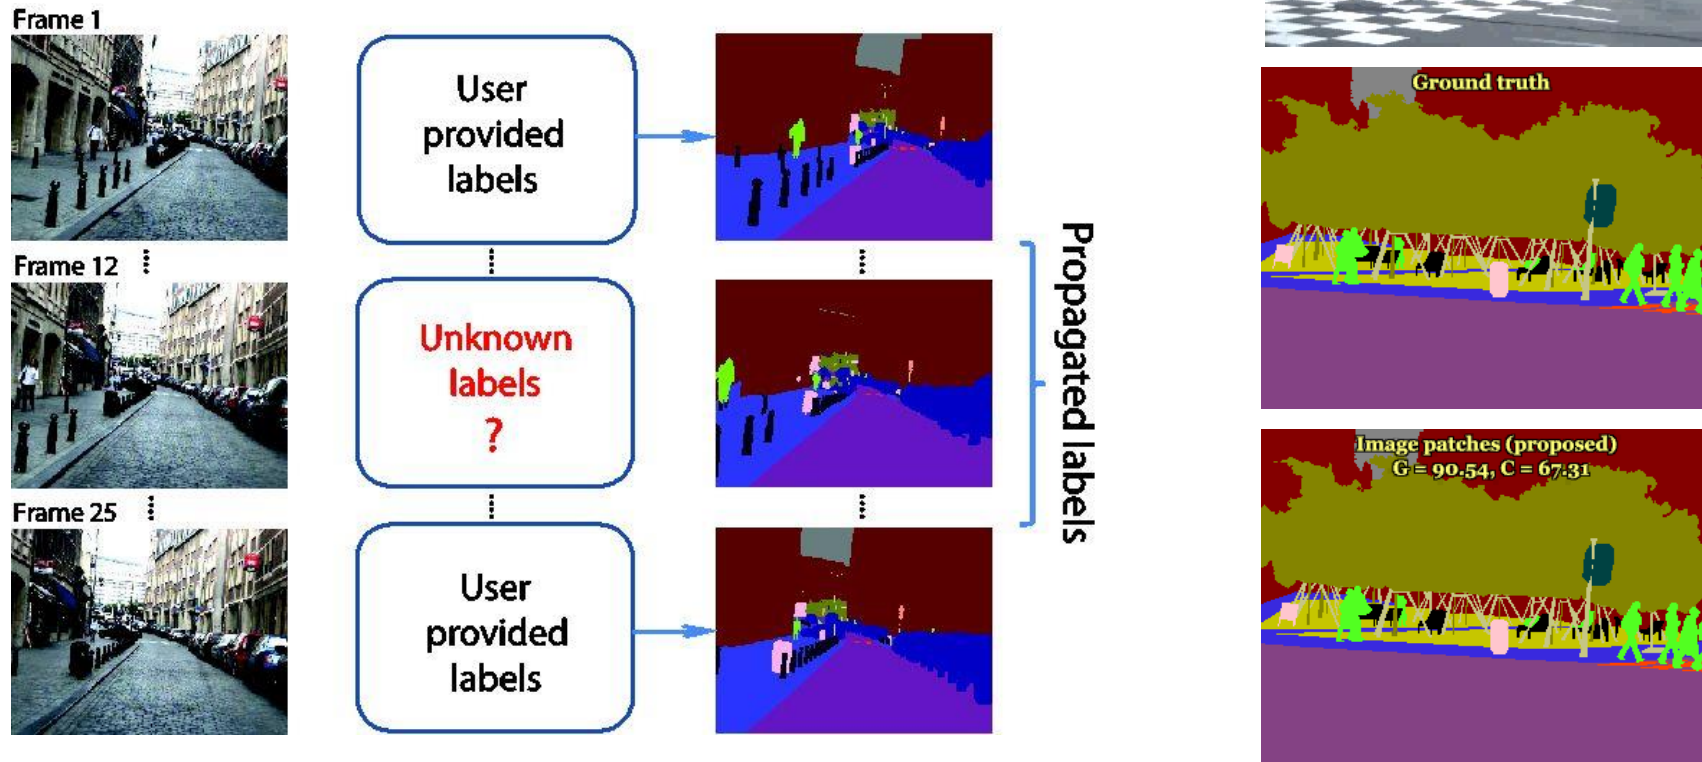 Frame 1
User
provided
labels
Frame 12
Unknown
labels
?
Frame 25
User
provided
labels
Propagated labels
Ground truth
Image patches (proposed)
G = 90.54, C = 67.31